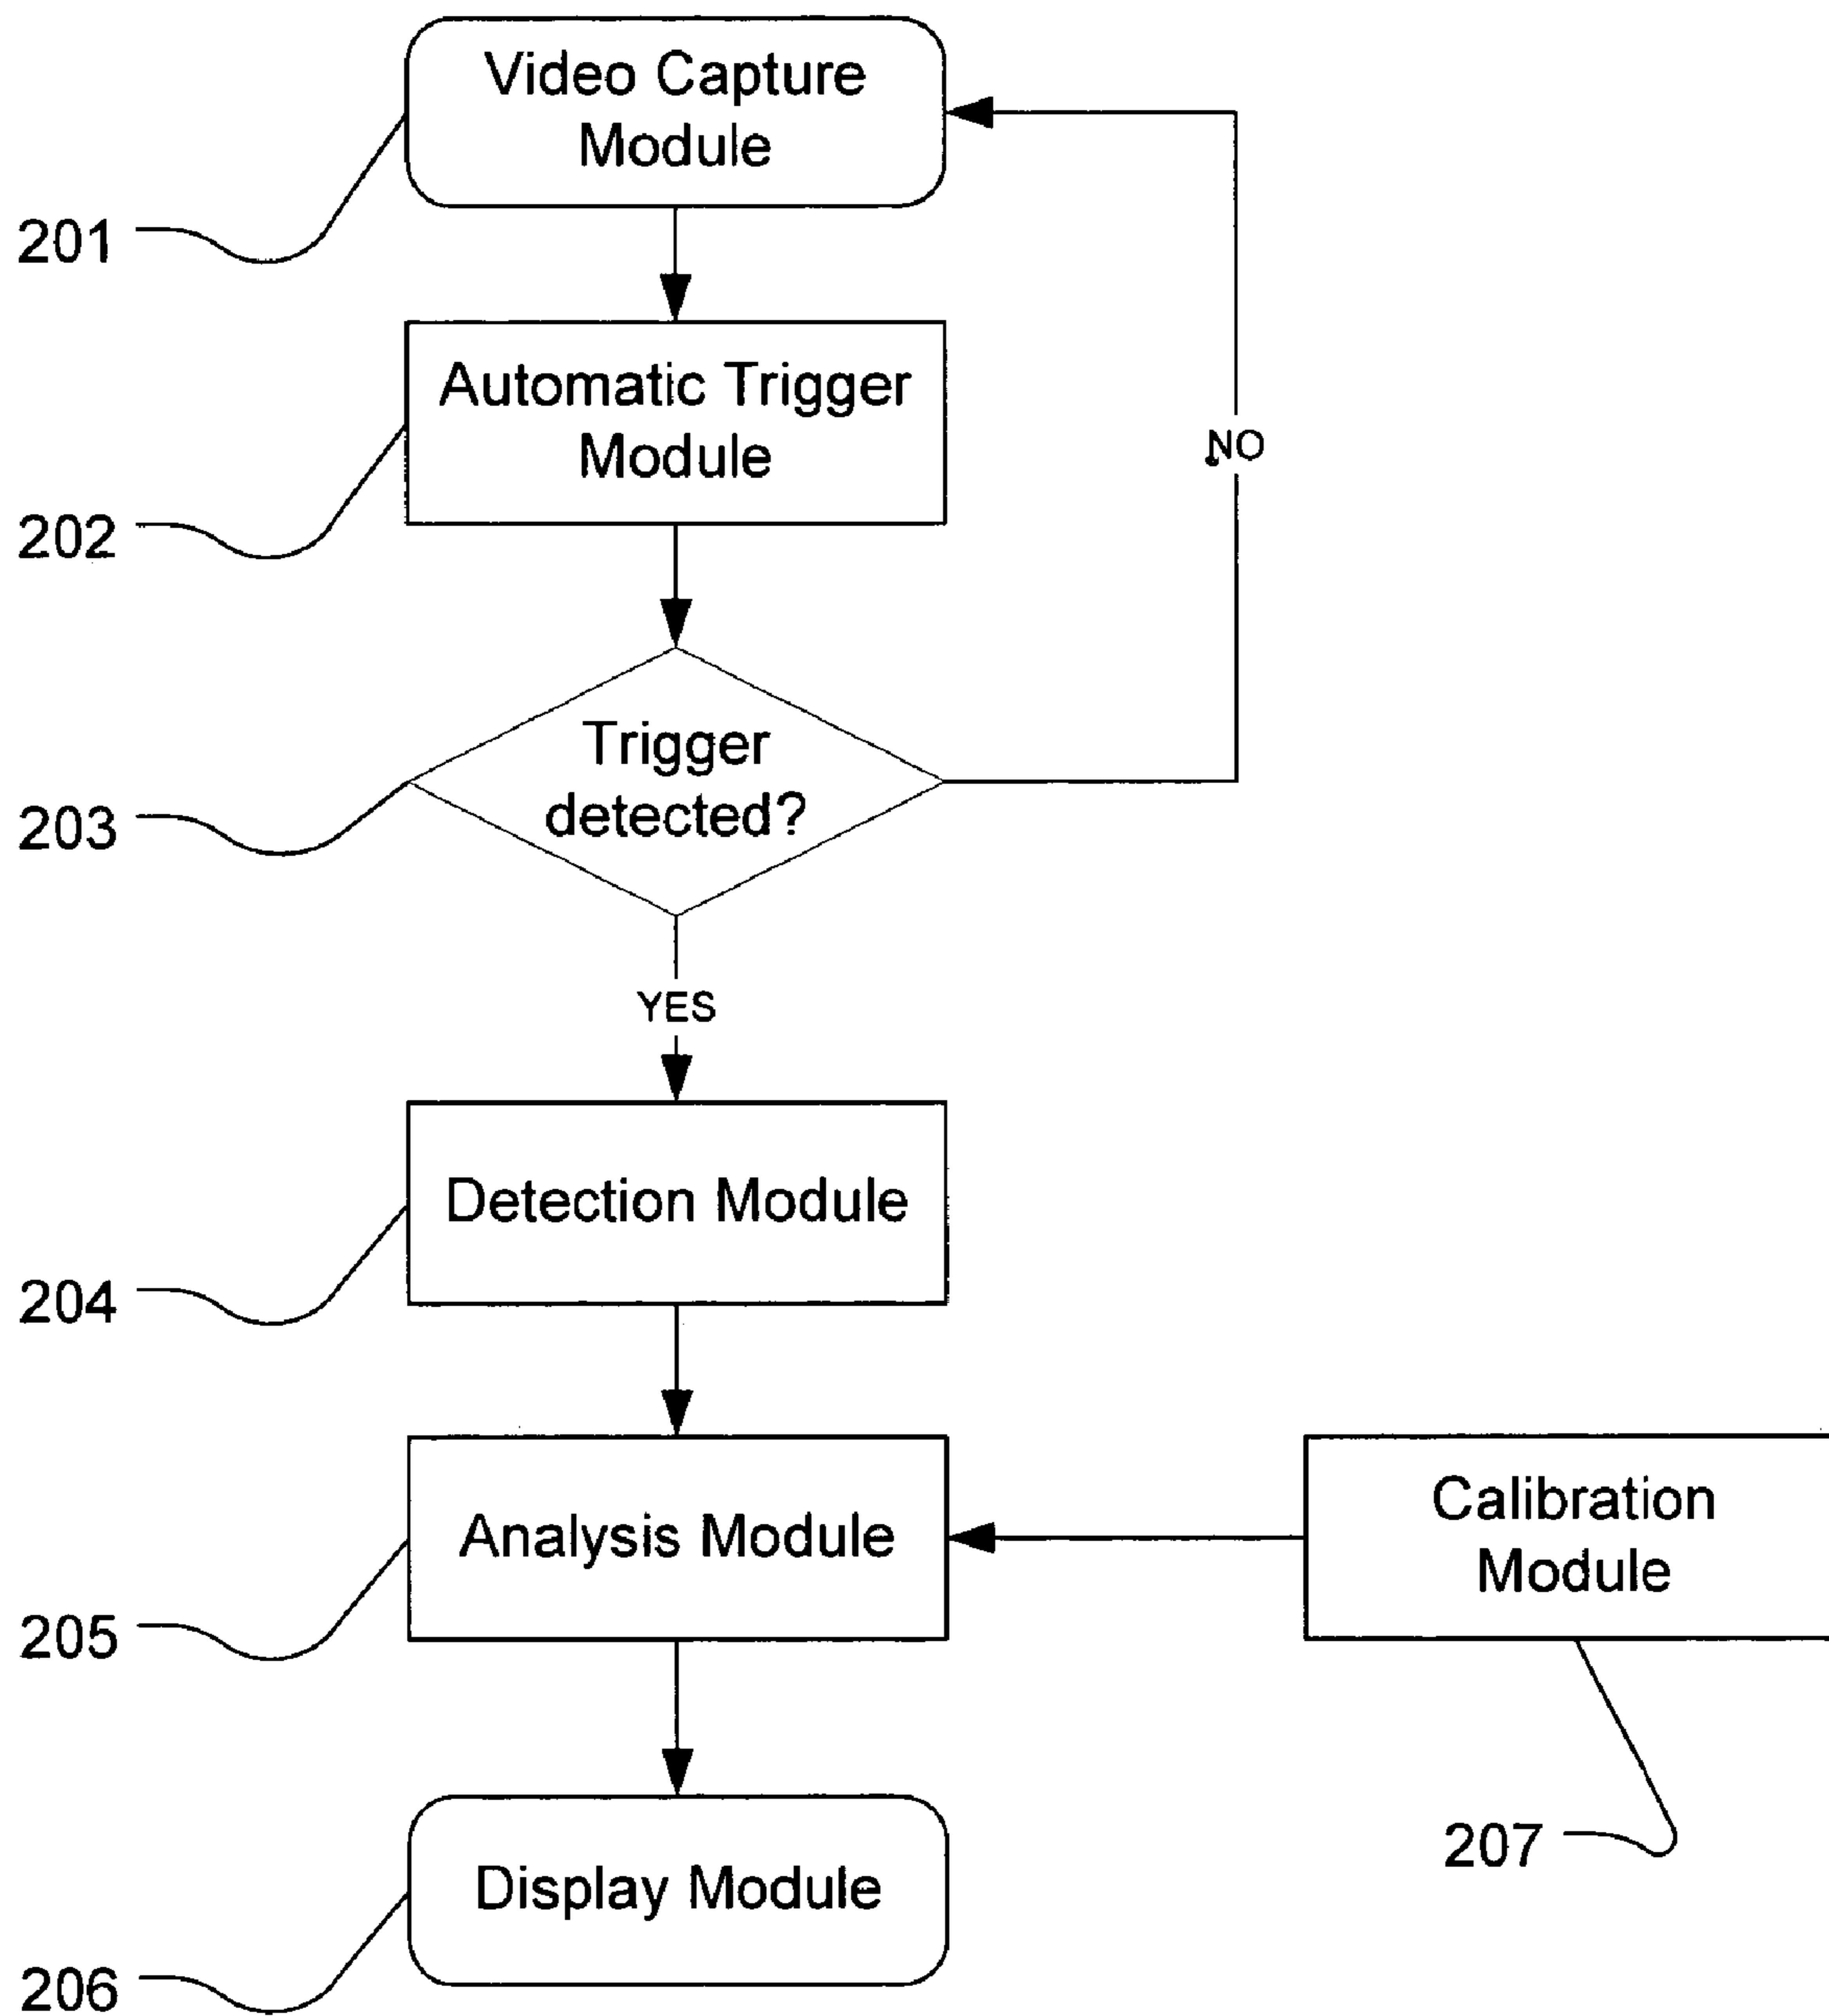 Video Capture
Module
201
Automatic Trigger
Module
NO
202
Trigger
detected?
203
YES
Detection Module
204
Analysis Module
Calibration
Module
205
207
Display Module
206